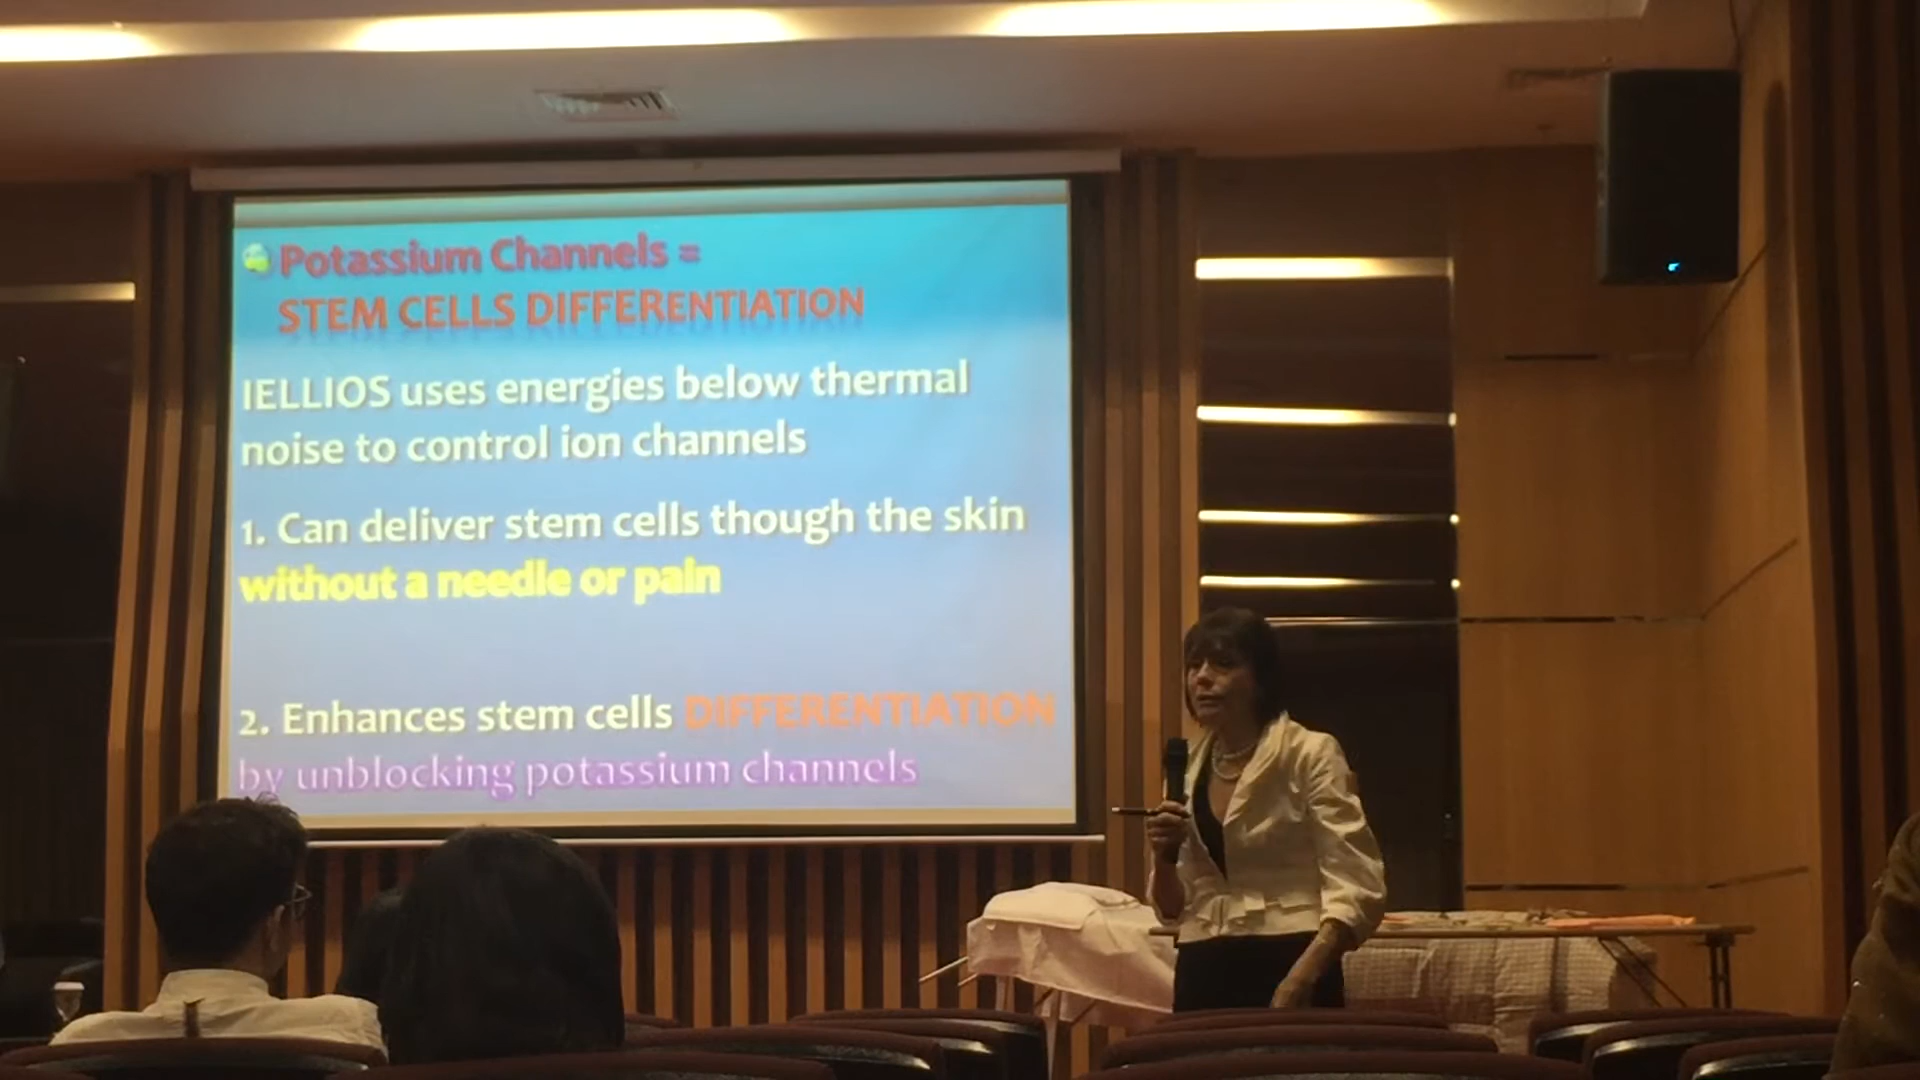 Potassium Channels =
STEM CELLS DIFFERENTIATION
IELLIOS uses energies below thermal
noise to control ion channels
1. Can deliver stem cells though the skin
without a needle or pain
2. Enhances stem cells DIFFERENTIATION
by unblocking potassium channels